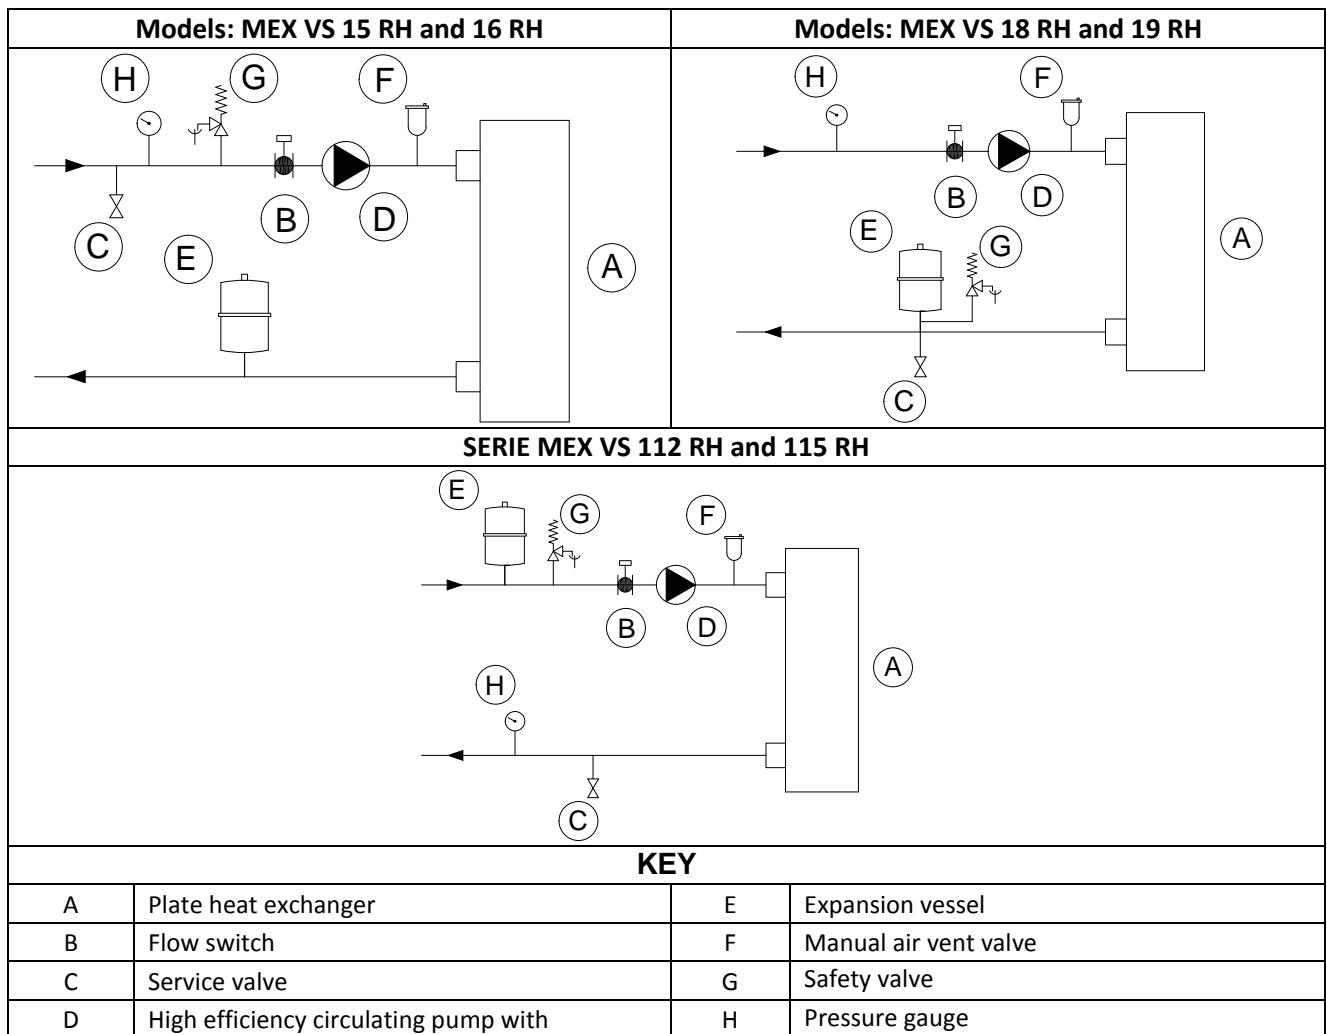 Models: MEX VS 15 RH and 16 RH
H
G
F
B
D
C
E
A
Models: MEX VS 18 RH and 19 RH
H
F
B
D
E
G
A
C
SERIE MEX VS 112 RH and 115 RH
E
G
F
B
D
A
H
C
KEY
A Plate heat exchanger E Expansion vessel
B Flow switch F Manual air vent valve
C Service valve G Safety valve
D High efficiency circulating pump with H Pressure gauge